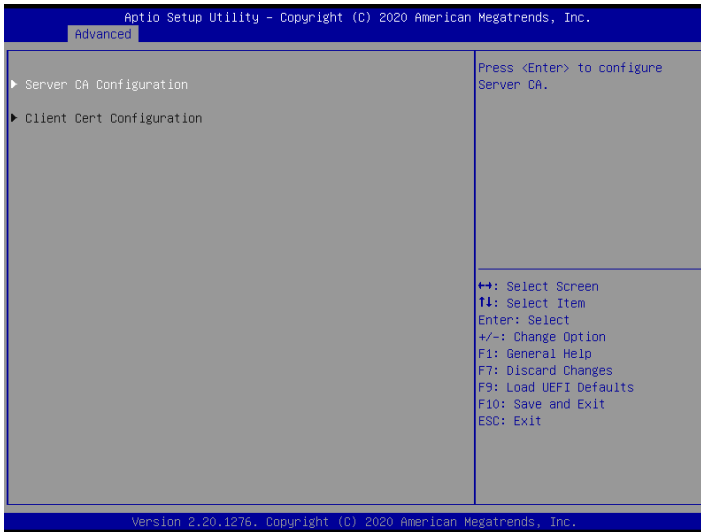 Aptio Setup Utility – Copyright (C) 2020 American Megatrends, Inc.
Advanced
▶ Server CA Configuration
▶ Client Cert Configuration
Press <Enter> to configure
Server CA.
↔: Select Screen
↑↓: Select Item
Enter: Select
+/-: Change Option
F1: General Help
F7: Discard Changes
F9: Load UEFI Defaults
F10: Save and Exit
ESC: Exit
Version 2.20.1276. Copyright (C) 2020 American Megatrends, Inc.